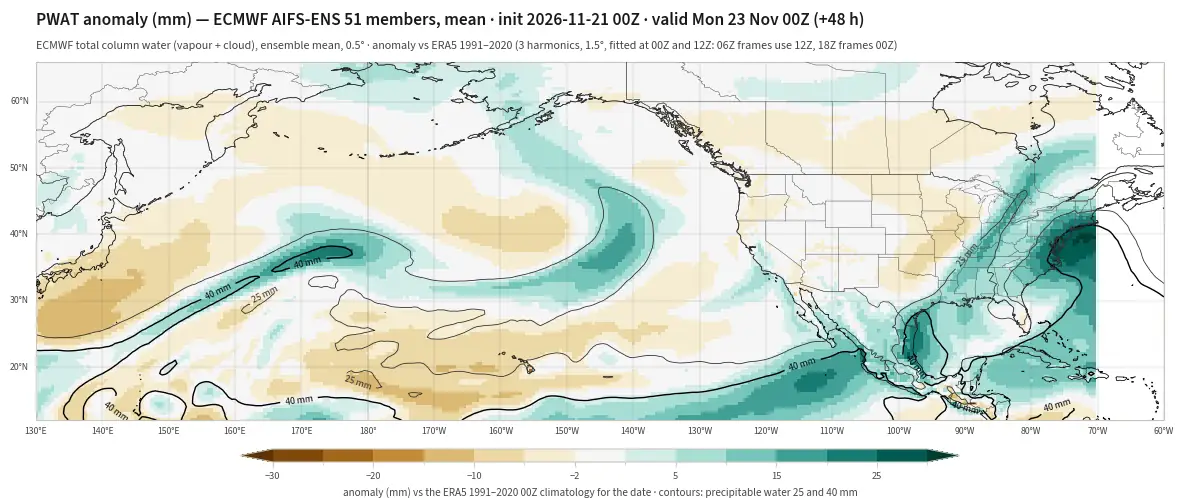 PWAT anomaly (mm) — ECMWF AIFS-ENS 51 members, mean · init 2026-11-21 00Z · valid Mon 23 Nov 00Z (+48 h)
ECMWF total column water (vapour + cloud), ensemble mean, 0.5° · anomaly vs ERA5 1991–2020 (3 harmonics, 1.5°, fitted at 00Z and 12Z: 06Z frames use 12Z, 18Z frames 00Z)
60°N
50°N
40°N
30°N
20°N
40 mm
40 mm
25 mm
25 mm
25 mm
40 mm
40 mm
40 mm
40 mm
40 mm
130°E 140°E 150°E 160°E 170°E 180° 170°W 160°W 150°W 140°W 130°W 120°W 110°W 100°W 90°W 80°W 70°W 60°W
−30 −20 −10 −2 5 15 25
anomaly (mm) vs the ERA5 1991–2020 00Z climatology for the date · contours: precipitable water 25 and 40 mm